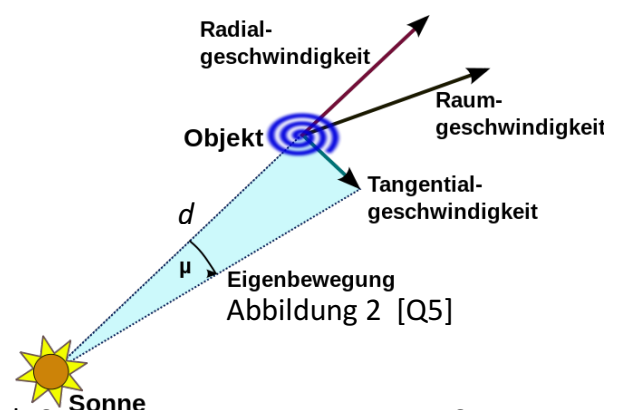 Radial-
geschwindigkeit
Raum-
geschwindigkeit
Objekt
Tangential-
geschwindigkeit
d
µ
Eigenbewegung
Abbildung 2 [Q5]
Sonne